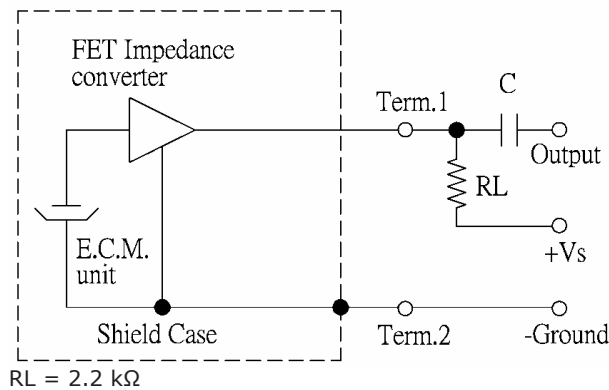 FET Impedance
converter
Term.1
C
Output
RL
+Vs
E.C.M.
unit
Shield Case
Term.2
-Ground
RL = 2.2 kΩ